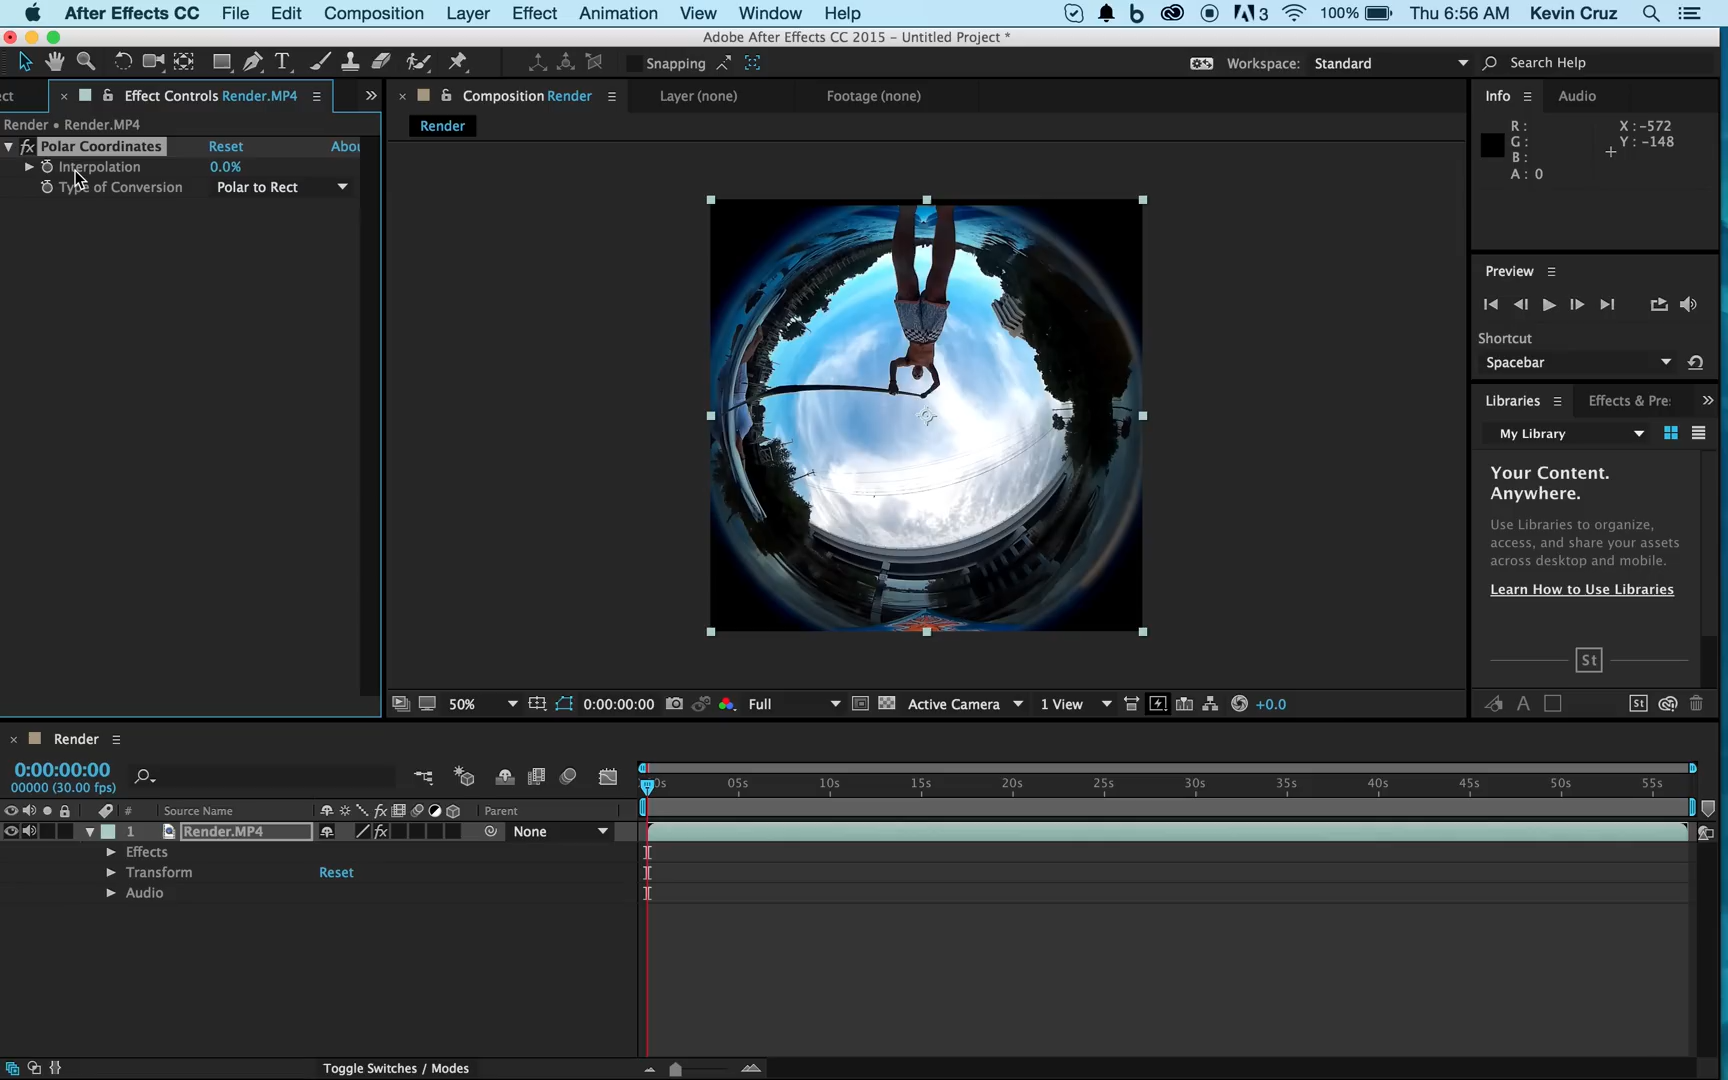 After Effects CC File Edit Composition Layer Effect Animation View Window Help 3 100% Thu 6:56 AM Kevin Cruz
Adobe After Effects CC 2015 – Untitled Project *
Snapping Workspace: Standard Search Help
ct Effect Controls Render.MP4
Composition Render Layer (none) Footage (none)
Info Audio
Render • Render.MP4
Render
fx Polar Coordinates Reset Abou
Interpolation 0.0%
Type of Conversion Polar to Rect
R :
G :
B :
A : 0
X : -572
Y : -148
Preview
Shortcut
Spacebar
Libraries Effects & Pre:
My Library
Your Content.
Anywhere.
Use Libraries to organize,
access, and share your assets
across desktop and mobile.
Learn How to Use Libraries
St
50% 0:00:00:00 Full Active Camera 1 View +0.0
A St
Render
0:00:00:00
00000 (30.00 fps)
00s 05s 10s 15s 20s 25s 30s 35s 40s 45s 50s 55s
# Source Name fx Parent
1 Render.MP4 fx None
Effects
Transform Reset
Audio
Toggle Switches / Modes